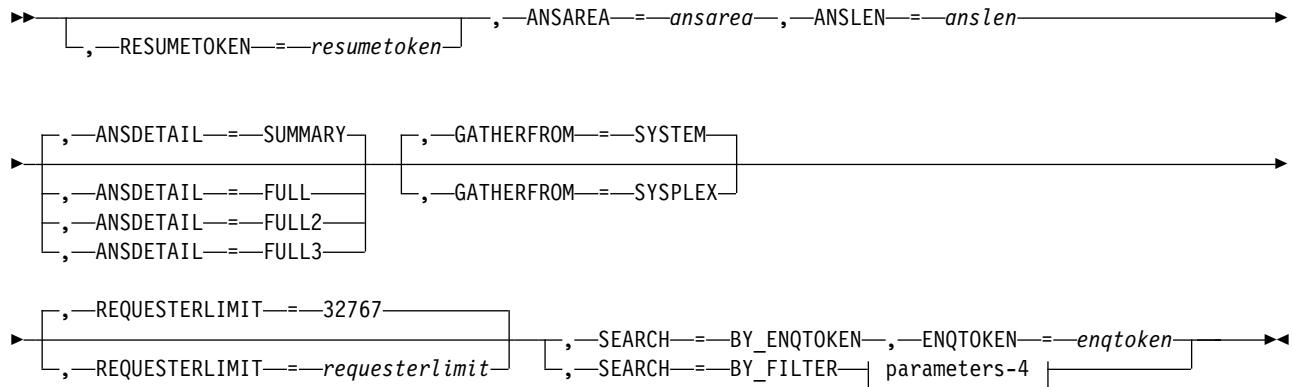 , ANSAREA = ansarea , ANSLEN = anslen
, RESUMETOKEN = resumetoken
, ANSDETAIL = SUMMARY , GATHERFROM = SYSTEM
, ANSDETAIL = FULL , GATHERFROM = SYSPLEX
, ANSDETAIL = FULL2
, ANSDETAIL = FULL3
, REQUESTERLIMIT = 32767
, SEARCH = BY_ENQTOKEN , ENQTOKEN = enqtoken
, REQUESTERLIMIT = requesterlimit , SEARCH = BY_FILTER parameters-4